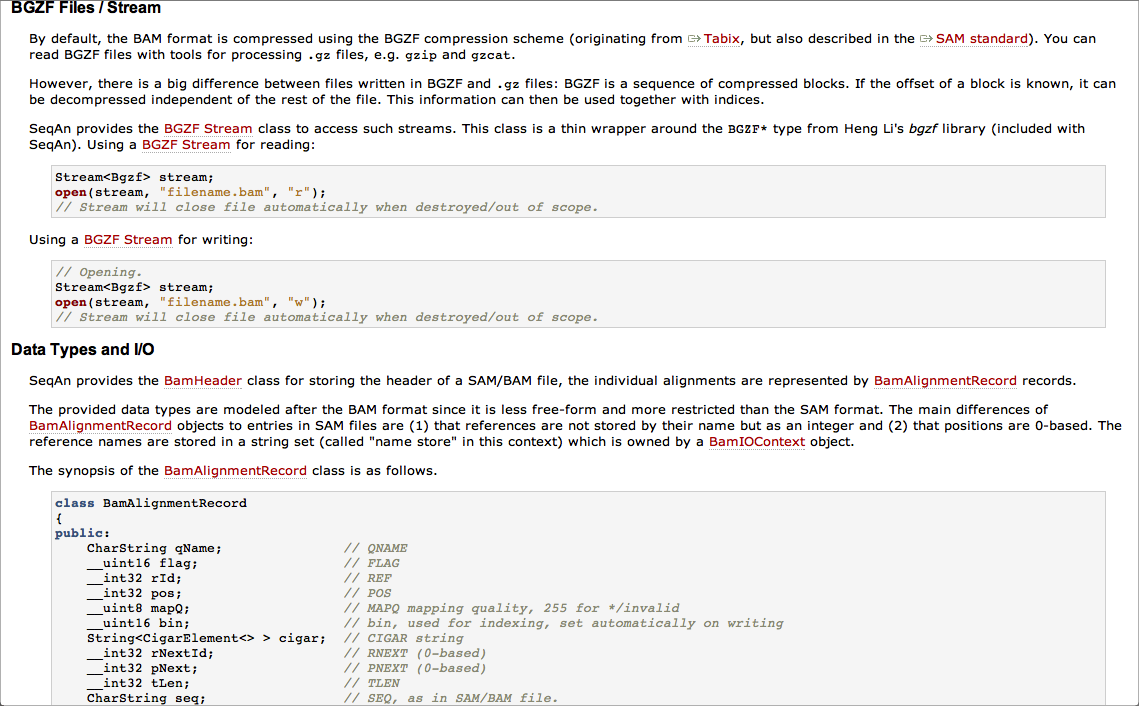 BGZF Files / Stream
By default, the BAM format is compressed using the BGZF compression scheme (originating from Tabix, but also described in the SAM standard). You can
read BGZF files with tools for processing .gz files, e.g. gzip and gzcat.
However, there is a big difference between files written in BGZF and .gz files: BGZF is a sequence of compressed blocks. If the offset of a block is known, it can
be decompressed independent of the rest of the file. This information can then be used together with indices.
SeqAn provides the BGZF Stream class to access such streams. This class is a thin wrapper around the BGZF* type from Heng Li's bgzf library (included with
SeqAn). Using a BGZF Stream for reading:
Stream<Bgzf> stream;
open(stream, "filename.bam", "r");
// Stream will close file automatically when destroyed/out of scope.
Using a BGZF Stream for writing:
// Opening.
Stream<Bgzf> stream;
open(stream, "filename.bam", "w");
// Stream will close file automatically when destroyed/out of scope.
Data Types and I/O
SeqAn provides the BamHeader class for storing the header of a SAM/BAM file, the individual alignments are represented by BamAlignmentRecord records.
The provided data types are modeled after the BAM format since it is less free-form and more restricted than the SAM format. The main differences of
BamAlignmentRecord objects to entries in SAM files are (1) that references are not stored by their name but as an integer and (2) that positions are 0-based. The
reference names are stored in a string set (called "name store" in this context) which is owned by a BamIOContext object.
The synopsis of the BamAlignmentRecord class is as follows.
class BamAlignmentRecord
{
public:
    CharString qName;               // QNAME
    __uint16 flag;                  // FLAG
    __int32 rId;                    // REF
    __int32 pos;                    // POS
    __uint8 mapQ;                   // MAPQ mapping quality, 255 for */invalid
    __uint16 bin;                   // bin, used for indexing, set automatically on writing
    String<CigarElement<> > cigar;  // CIGAR string
    __int32 rNextId;                // RNEXT (0-based)
    __int32 pNext;                  // PNEXT (0-based)
    __int32 tLen;                   // TLEN
    CharString seq;                 // SEQ, as in SAM/BAM file.